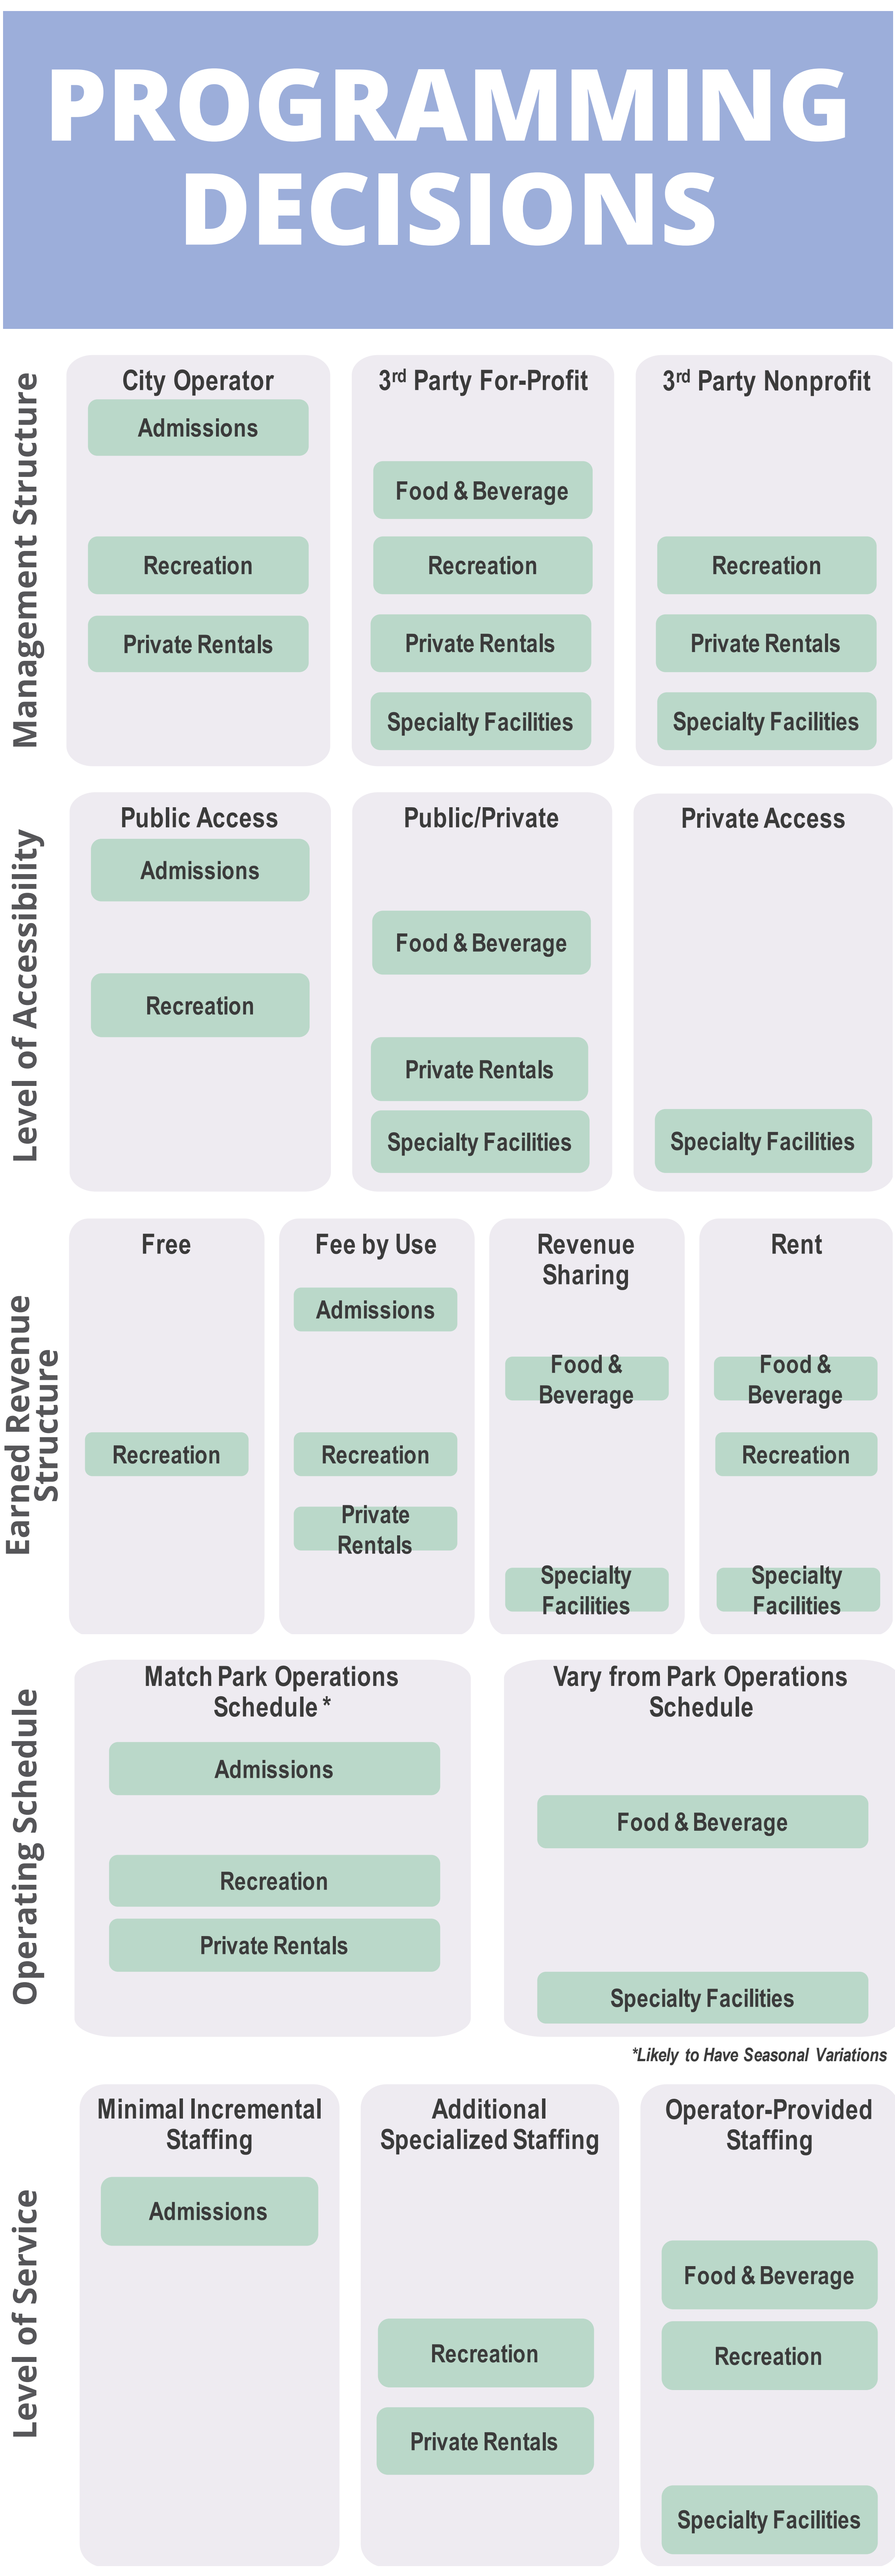 PROGRAMMING
DECISIONS
Management Structure
City Operator
Admissions
Recreation
Private Rentals
3rd Party For-Profit
Food & Beverage
Recreation
Private Rentals
Specialty Facilities
3rd Party Nonprofit
Recreation
Private Rentals
Specialty Facilities
Level of Accessibility
Public Access
Admissions
Recreation
Public/Private
Food & Beverage
Private Rentals
Specialty Facilities
Private Access
Specialty Facilities
Earned Revenue
Structure
Free
Recreation
Fee by Use
Admissions
Recreation
Private
Rentals
Revenue
Sharing
Food &
Beverage
Specialty
Facilities
Rent
Food &
Beverage
Recreation
Specialty
Facilities
Operating Schedule
Match Park Operations
Schedule *
Admissions
Recreation
Private Rentals
Vary from Park Operations
Schedule
Food & Beverage
Specialty Facilities
*Likely to Have Seasonal Variations
Level of Service
Minimal Incremental
Staffing
Admissions
Additional
Specialized Staffing
Recreation
Private Rentals
Operator-Provided
Staffing
Food & Beverage
Recreation
Specialty Facilities